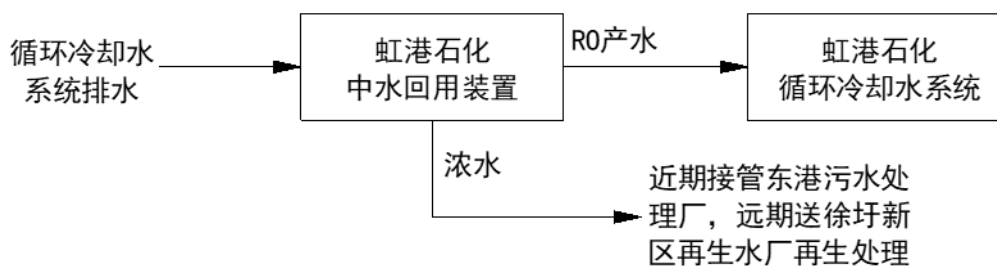 循环冷却水
系统排水
虹港石化
中水回用装置
RO产水
虹港石化
循环冷却水系统
浓水
近期接管东港污水处
理厂，远期送徐圩新
区再生水厂再生处理